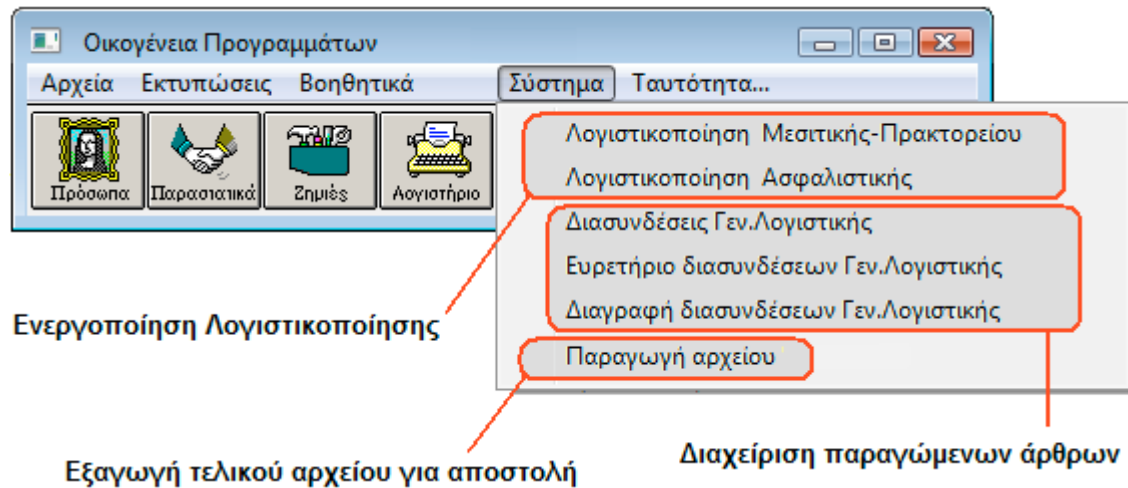 Οικογένεια Προγραμμάτων
Αρχεία Εκτυπώσεις Βοηθητικά Σύστημα Ταυτότητα...
Πρόσωπα Παραστατικά Ζημιές Λογιστήριο
Λογιστικοποίηση Μεσιτικής-Πρακτορείου
Λογιστικοποίηση Ασφαλιστικής
Διασυνδέσεις Γεν.Λογιστικής
Ευρετήριο διασυνδέσεων Γεν.Λογιστικής
Διαγραφή διασυνδέσεων Γεν.Λογιστικής
Παραγωγή αρχείου
Ενεργοποίηση Λογιστικοποίησης
Διαχείριση παραγώμενων άρθρων
Εξαγωγή τελικού αρχείου για αποστολή